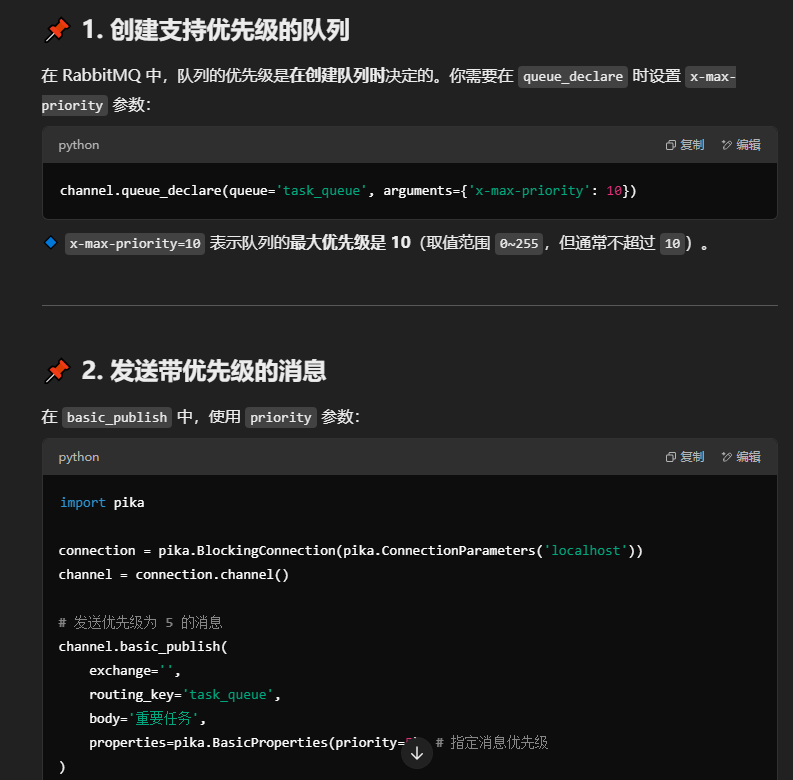 1. 创建支持优先级的队列
在 RabbitMQ 中，队列的优先级是在创建队列时决定的。你需要在 queue_declare 时设置 x-max-
priority 参数：
python 复制 编辑
channel.queue_declare(queue='task_queue', arguments={'x-max-priority': 10})
x-max-priority=10 表示队列的最大优先级是 10（取值范围 0~255，但通常不超过 10）。
2. 发送带优先级的消息
在 basic_publish 中，使用 priority 参数：
python 复制 编辑
import pika
connection = pika.BlockingConnection(pika.ConnectionParameters('localhost'))
channel = connection.channel()
# 发送优先级为 5 的消息
channel.basic_publish(
exchange='',
routing_key='task_queue',
body='重要任务',
properties=pika.BasicProperties(priority= # 指定消息优先级
)